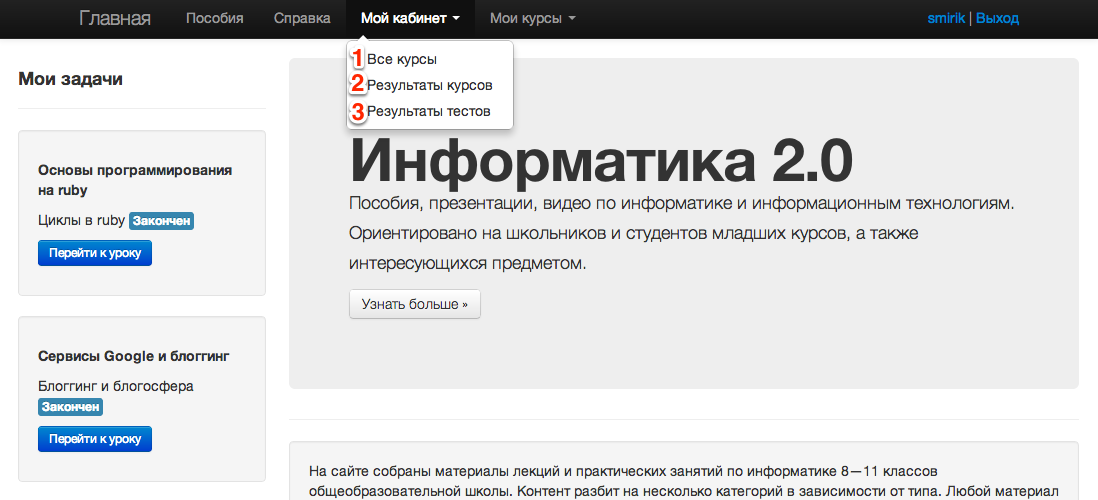 Главная Пособия Справка Мой кабинет Мои курсы smirik | Выход
1 Все курсы
2 Результаты курсов
3 Результаты тестов
Мои задачи
Основы программирования
на ruby
Циклы в ruby Закончен
Перейти к уроку
Сервисы Google и блоггинг
Блоггинг и блогосфера
Закончен
Перейти к уроку
Информатика 2.0
Пособия, презентации, видео по информатике и информационным технологиям.
Ориентировано на школьников и студентов младших курсов, а также
интересующихся предметом.
Узнать больше »
На сайте собраны материалы лекций и практических занятий по информатике 8—11 классов
общеобразовательной школы. Контент разбит на несколько категорий в зависимости от типа. Любой материал